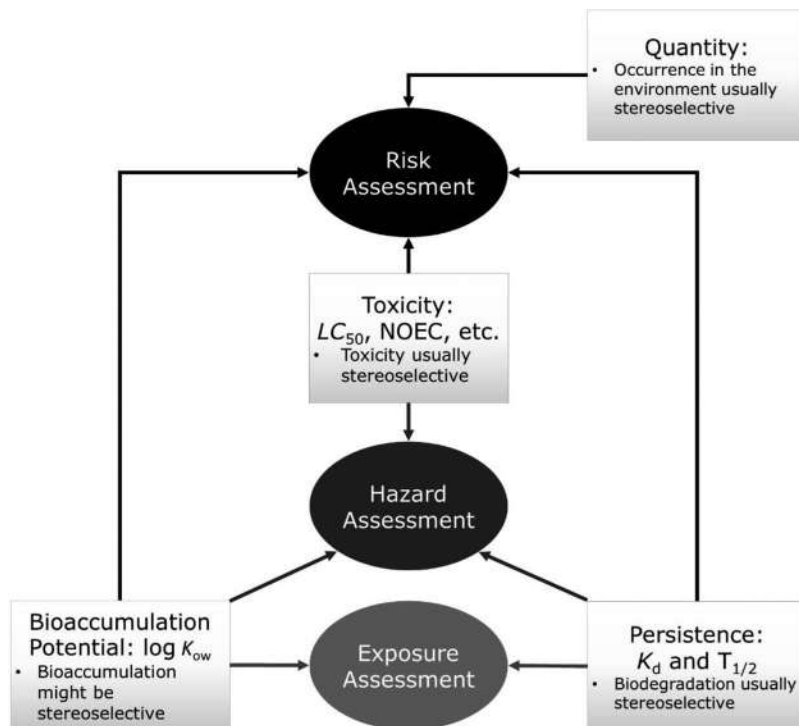 Quantity:
• Occurrence in the
environment usually
stereoselective
Risk
Assessment
Toxicity:
LC50, NOEC, etc.
• Toxicity usually
stereoselective
Hazard
Assessment
Bioaccumulation
Potential: log Kow
• Bioaccumulation
might be
stereoselective
Exposure
Assessment
Persistence:
Kd and T1/2
• Biodegradation usually
stereoselective